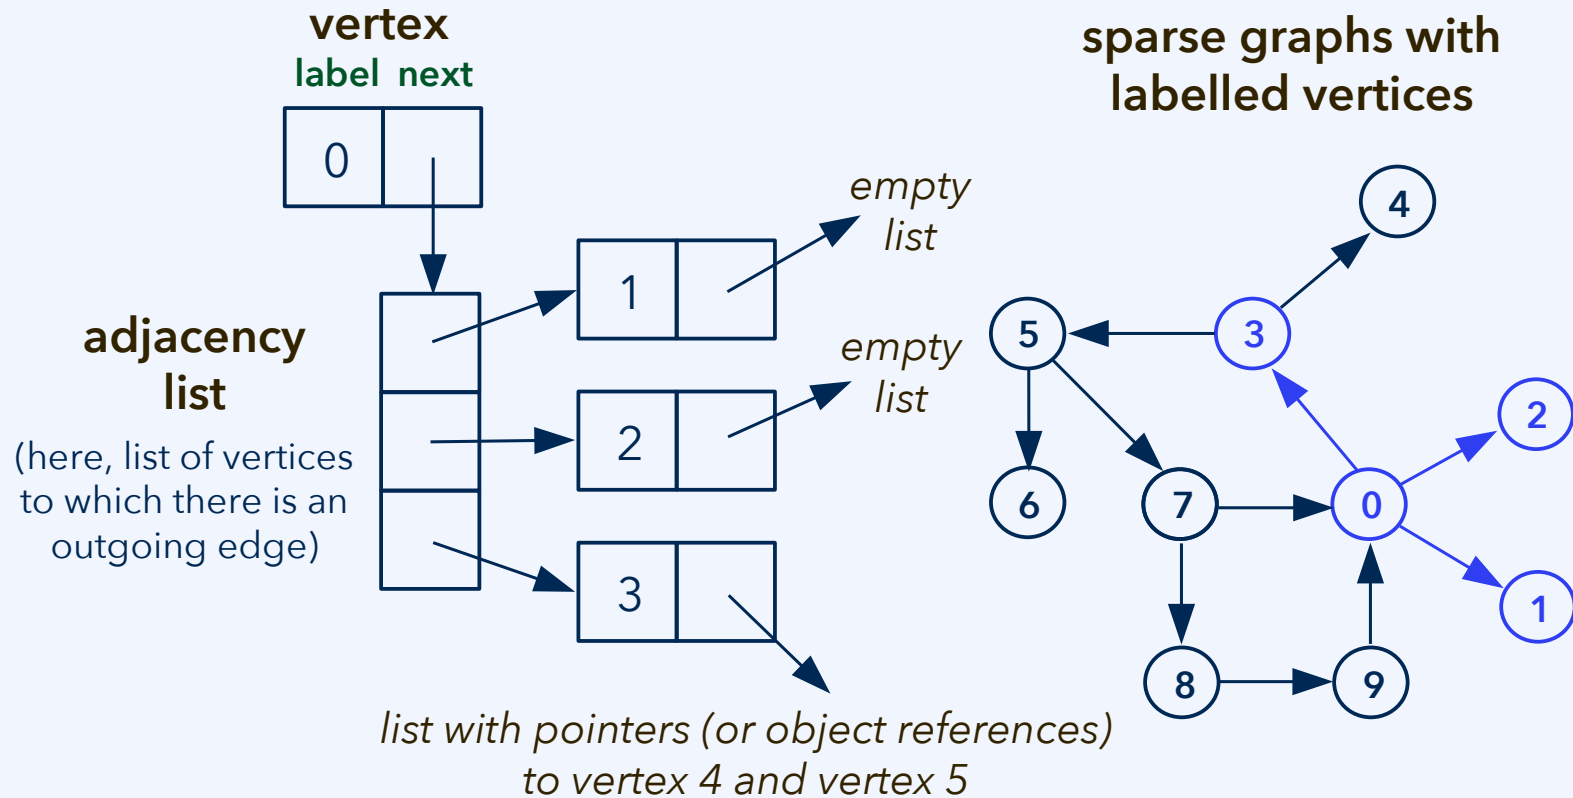 vertex
label next
0
adjacency
list
(here, list of vertices
to which there is an
outgoing edge)
1
empty
list
2
empty
list
3
list with pointers (or object references)
to vertex 4 and vertex 5
sparse graphs with
labelled vertices
4
5
3
2
6
7
0
1
8
9